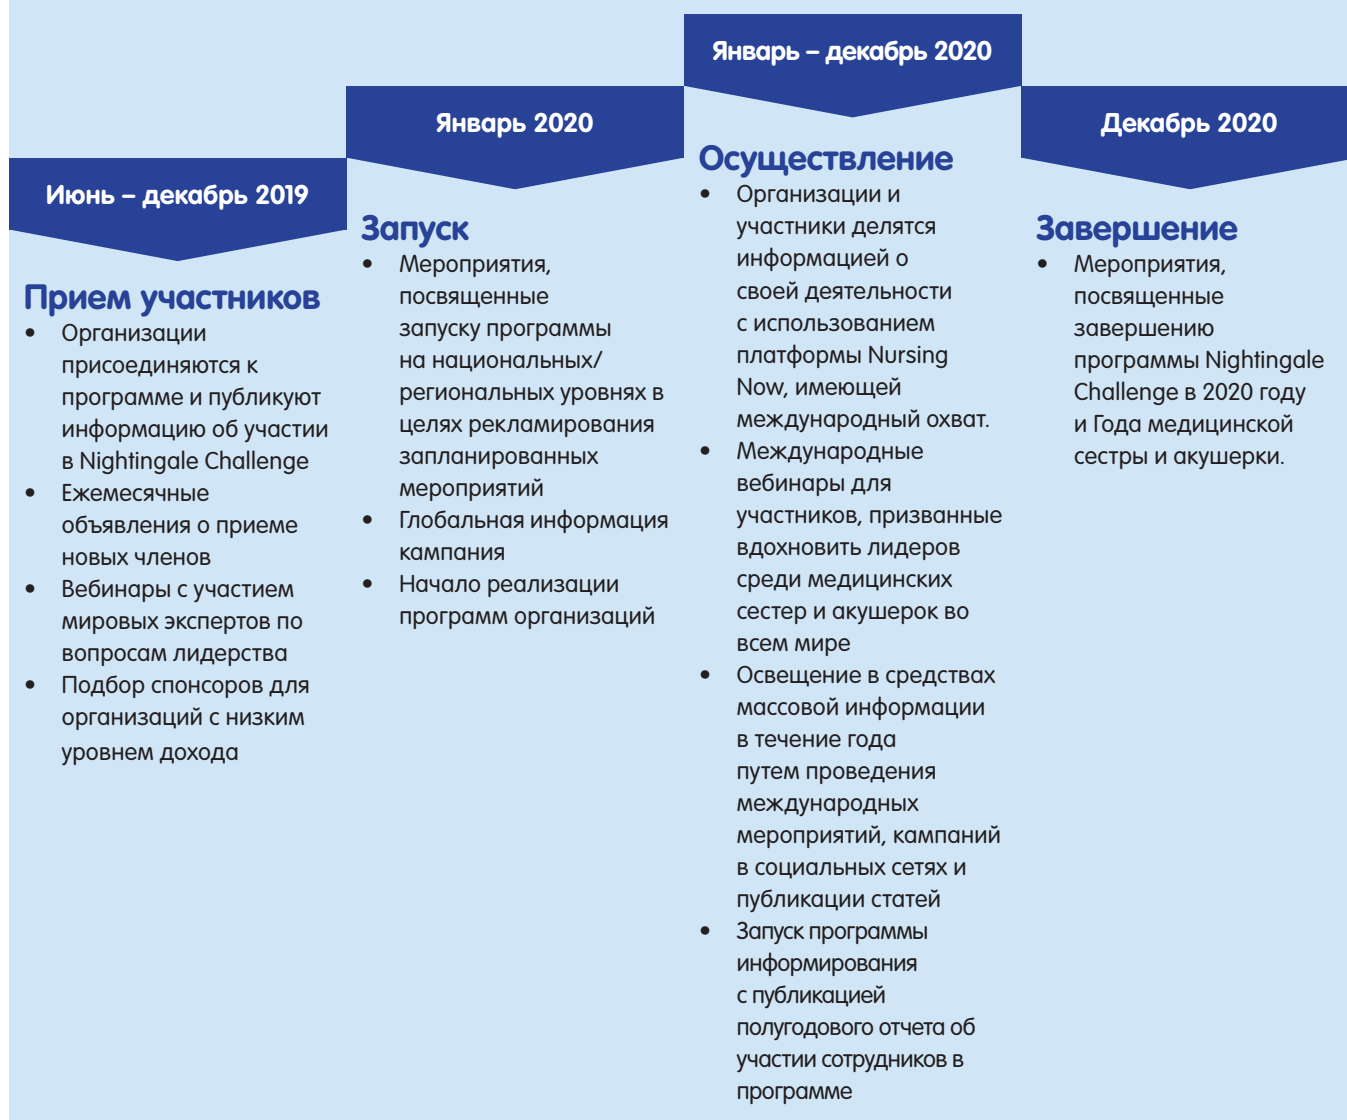 Июнь – декабрь 2019
Прием участников
• Организации
присоединяются к
программе и публикуют
информацию об участии
в Nightingale Challenge
• Ежемесячные
объявления о приеме
новых членов
• Вебинары с участием
мировых экспертов по
вопросам лидерства
• Подбор спонсоров для
организаций с низким
уровнем дохода
Январь 2020
Запуск
• Мероприятия,
посвященные
запуску программы
на национальных/
региональных уровнях в
целях рекламирования
запланированных
мероприятий
• Глобальная информация
кампания
• Начало реализации
программ организаций
Январь – декабрь 2020
Осуществление
• Организации и
участники делятся
информацией о
своей деятельности
с использованием
платформы Nursing
Now, имеющей
международный охват.
• Международные
вебинары для
участников, призванные
вдохновить лидеров
среди медицинских
сестер и акушерок во
всем мире
• Освещение в средствах
массовой информации
в течение года
путем проведения
международных
мероприятий, кампаний
в социальных сетях и
публикации статей
• Запуск программы
информирования
с публикацией
полугодового отчета об
участии сотрудников в
программе
Декабрь 2020
Завершение
• Мероприятия,
посвященные
завершению
программы Nightingale
Challenge в 2020 году
и Года медицинской
сестры и акушерки.